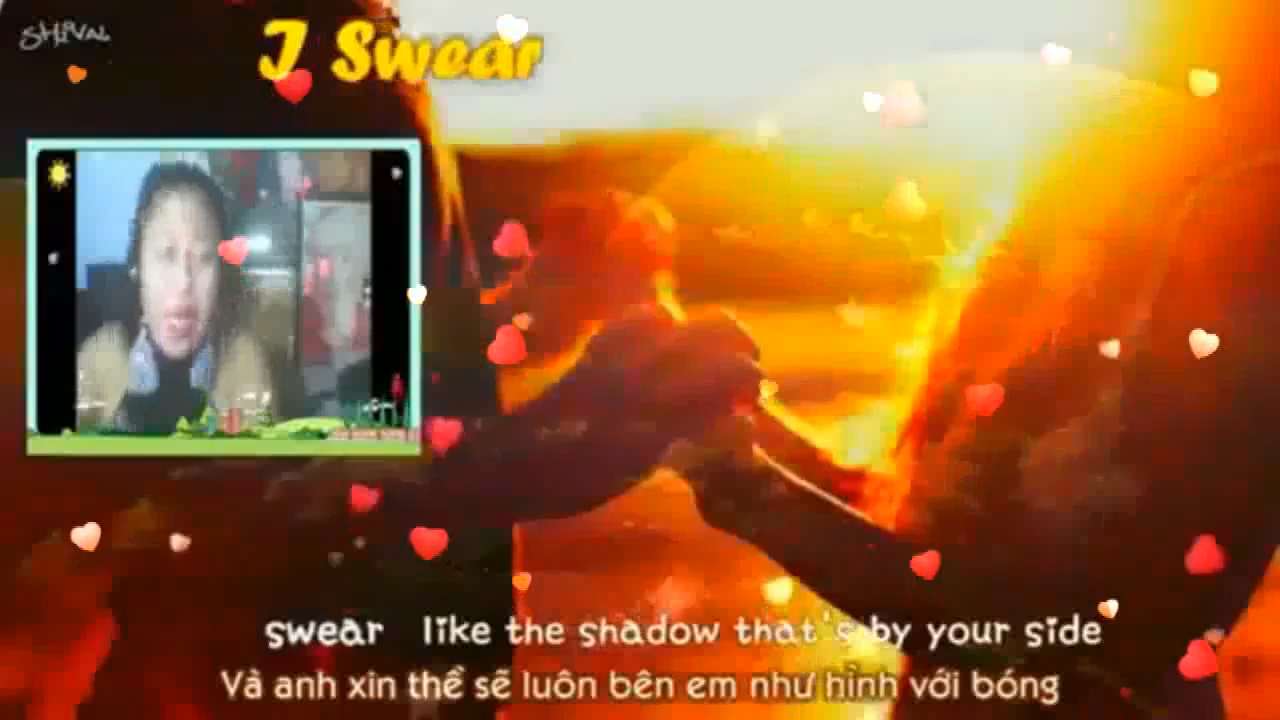 SHIVAL
I Swear
swear like the shadow that's by your side
Và anh xin thề sẽ luôn bên em như hình với bóng